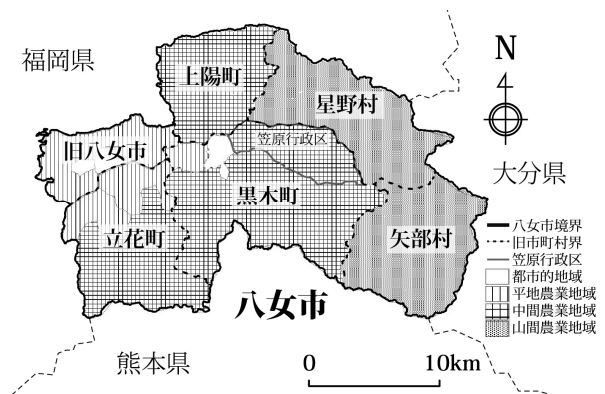 福岡県
上陽町
N
星野村
旧八女市
笠原行政区
大分県
黒木町
立花町
矢部村
八女市
熊本県
0 10km
八女市境界
旧市町村界
笠原行政区
都市的地域
平地農業地域
中間農業地域
山間農業地域